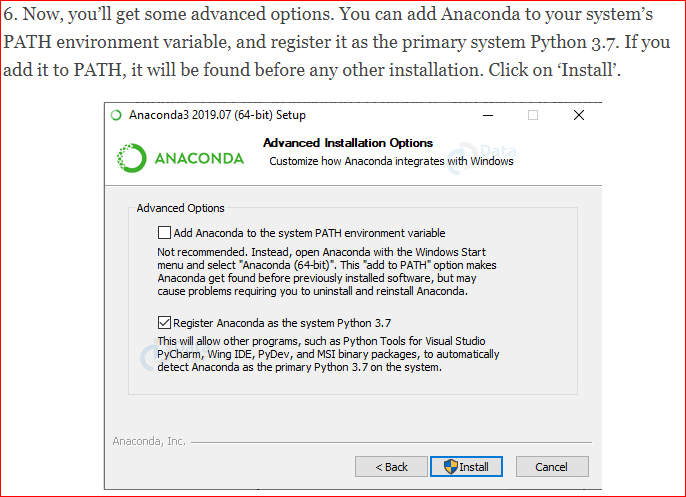 6. Now, you’ll get some advanced options. You can add Anaconda to your system’s
PATH environment variable, and register it as the primary system Python 3.7. If you
add it to PATH, it will be found before any other installation. Click on ‘Install’.
Anaconda3 2019.07 (64-bit) Setup
Advanced Installation Options
ANACONDA
Customize how Anaconda integrates with Windows
Data
Advanced Options
Add Anaconda to the system PATH environment variable
Not recommended. Instead, open Anaconda with the Windows Start
menu and select "Anaconda (64-bit)". This "add to PATH" option makes
Anaconda get found before previously installed software, but may
cause problems requiring you to uninstall and reinstall Anaconda.
Register Anaconda as the system Python 3.7
This will allow other programs, such as Python Tools for Visual Studio
PyCharm, Wing IDE, PyDev, and MSI binary packages, to automatically
detect Anaconda as the primary Python 3.7 on the system.
Anaconda, Inc.
< Back
Install
Cancel